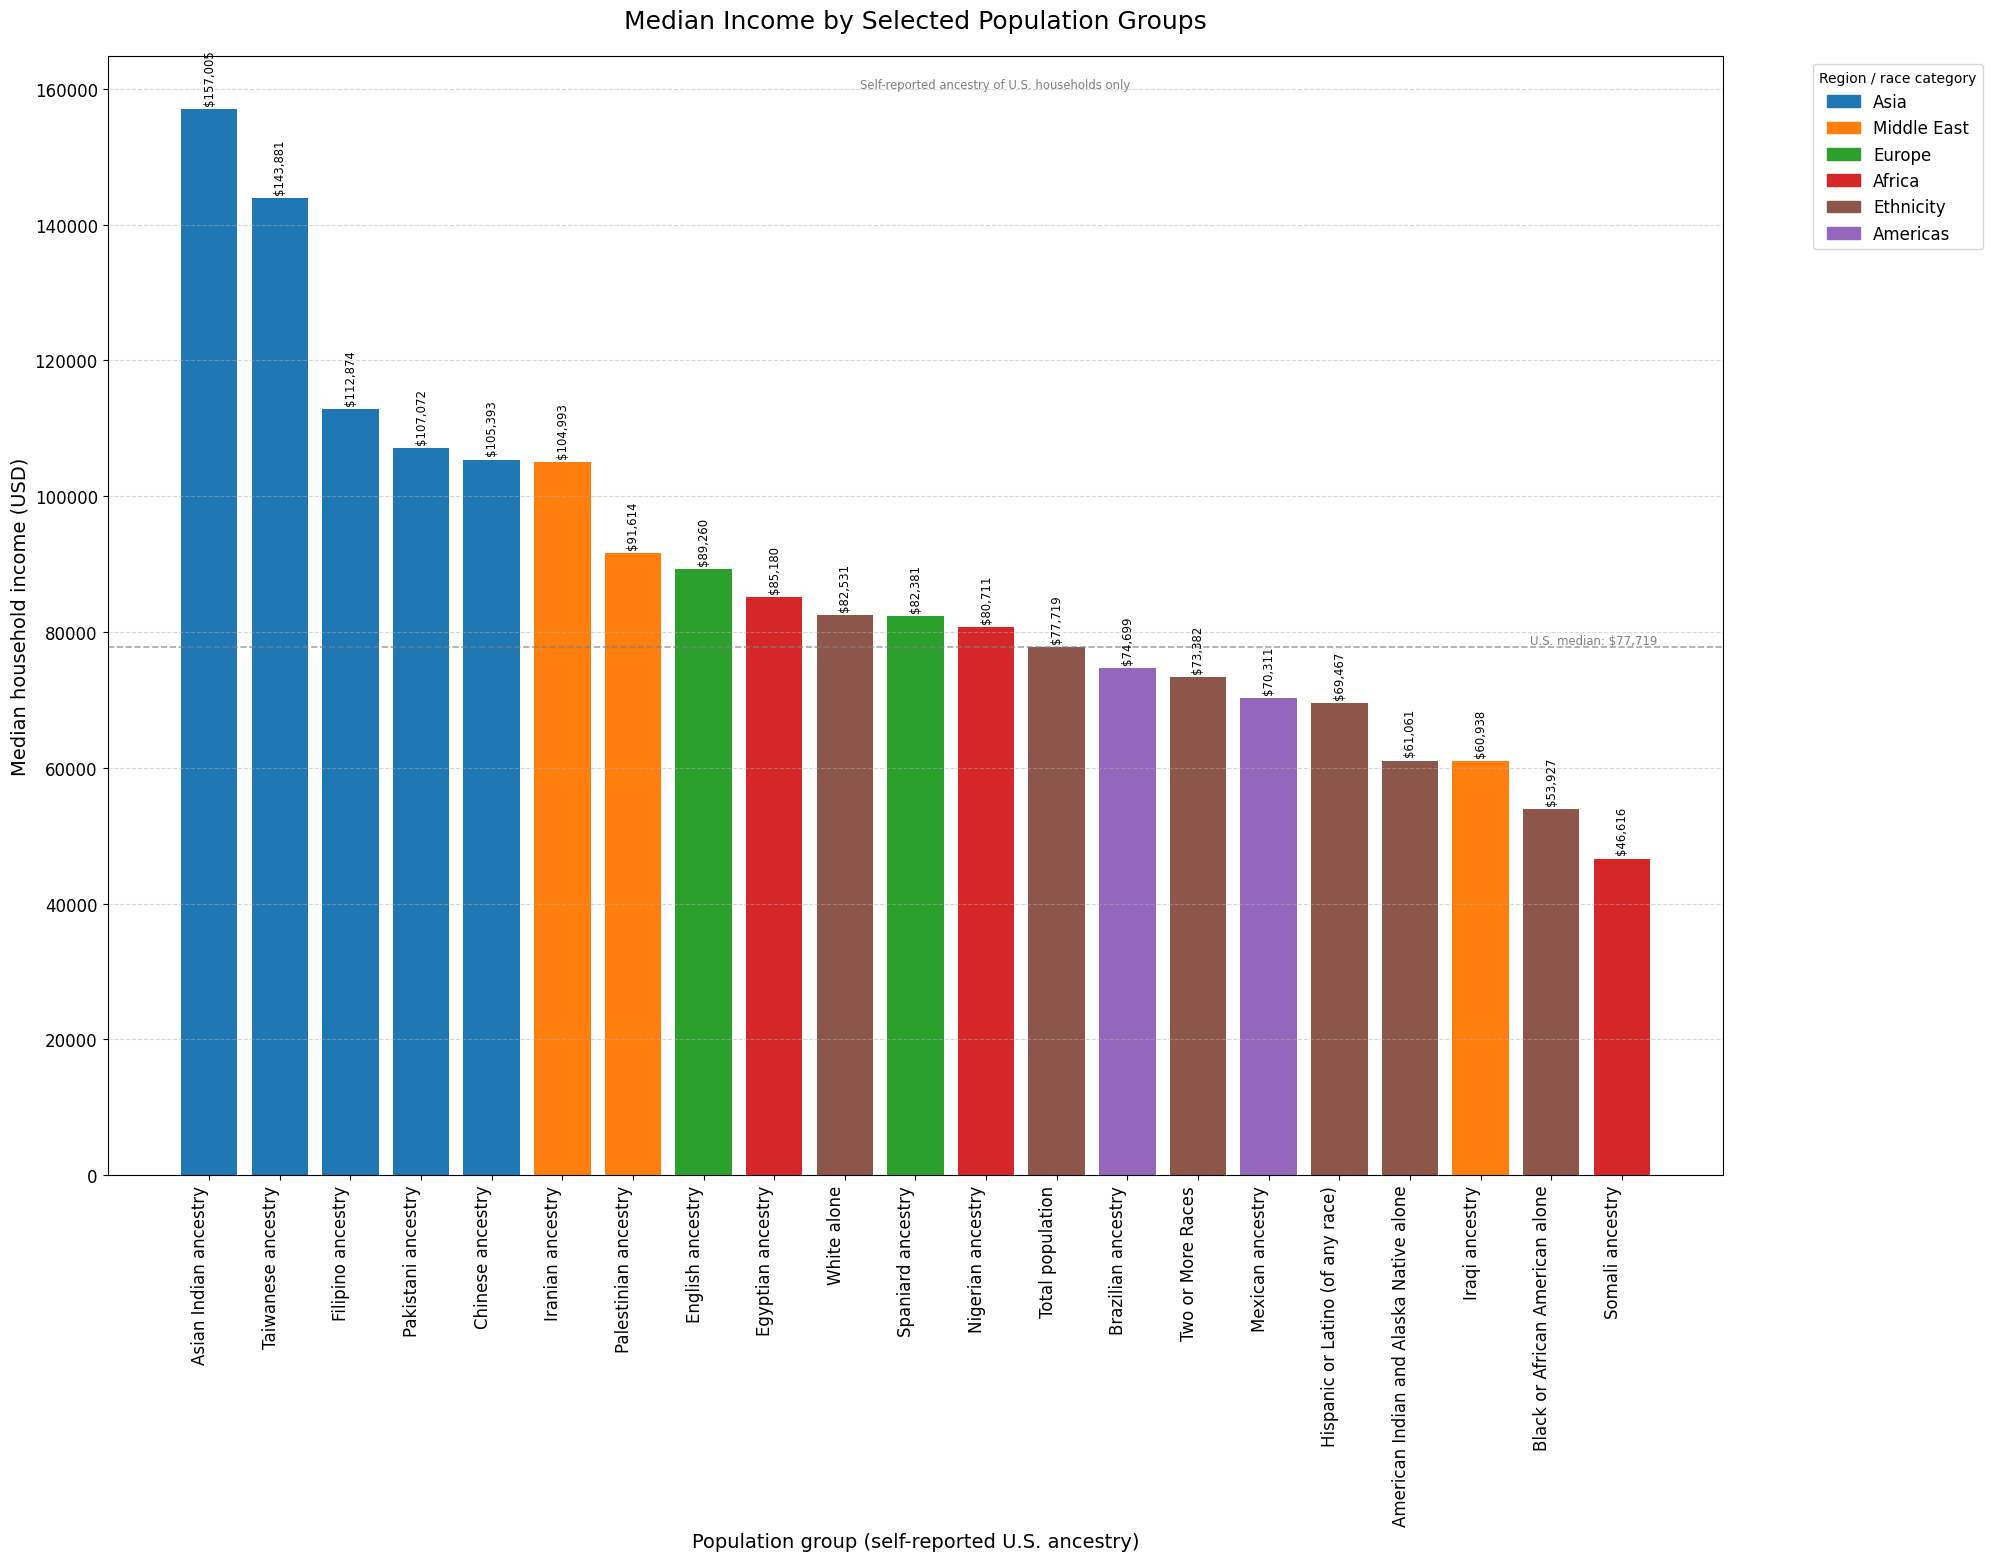 Median Income by Selected Population Groups
Self-reported ancestry of U.S. households only
Region / race category
Asia
Middle East
Europe
Africa
Ethnicity
Americas
Median household income (USD)
160000
140000
120000
100000
80000
60000
40000
20000
0
$157,005
$143,881
$112,874
$107,072
$105,393
$104,993
$91,614
$89,260
$85,180
$82,531
$82,381
$80,711
$77,719
$74,699
$73,382
$70,311
$69,467
$61,061
$60,938
$53,927
$46,616
U.S. median: $77,719
Asian Indian ancestry
Taiwanese ancestry
Filipino ancestry
Pakistani ancestry
Chinese ancestry
Iranian ancestry
Palestinian ancestry
English ancestry
Egyptian ancestry
White alone
Spaniard ancestry
Nigerian ancestry
Total population
Brazilian ancestry
Two or More Races
Mexican ancestry
Hispanic or Latino (of any race)
American Indian and Alaska Native alone
Iraqi ancestry
Black or African American alone
Somali ancestry
Population group (self-reported U.S. ancestry)